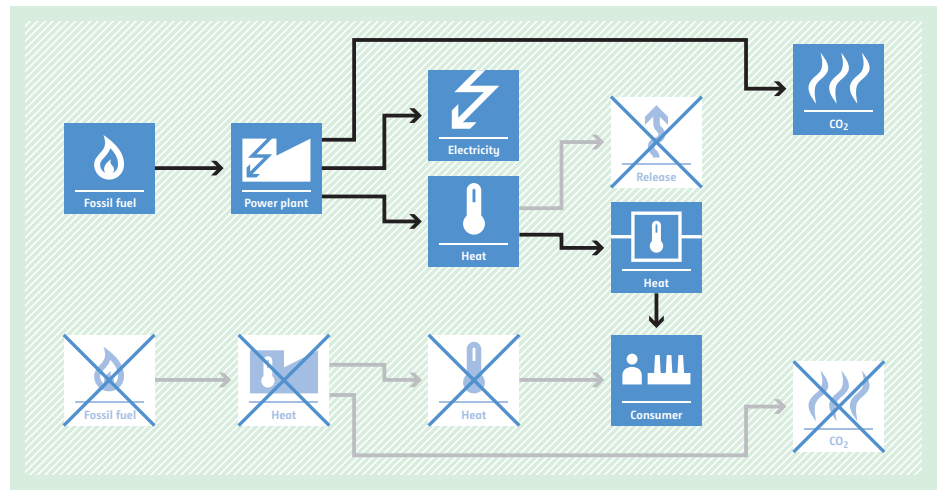 CO₂
Electricity
Release
Fossil fuel
Power plant
Heat
Heat
Fossil fuel
Heat
Heat
Consumer
CO₂